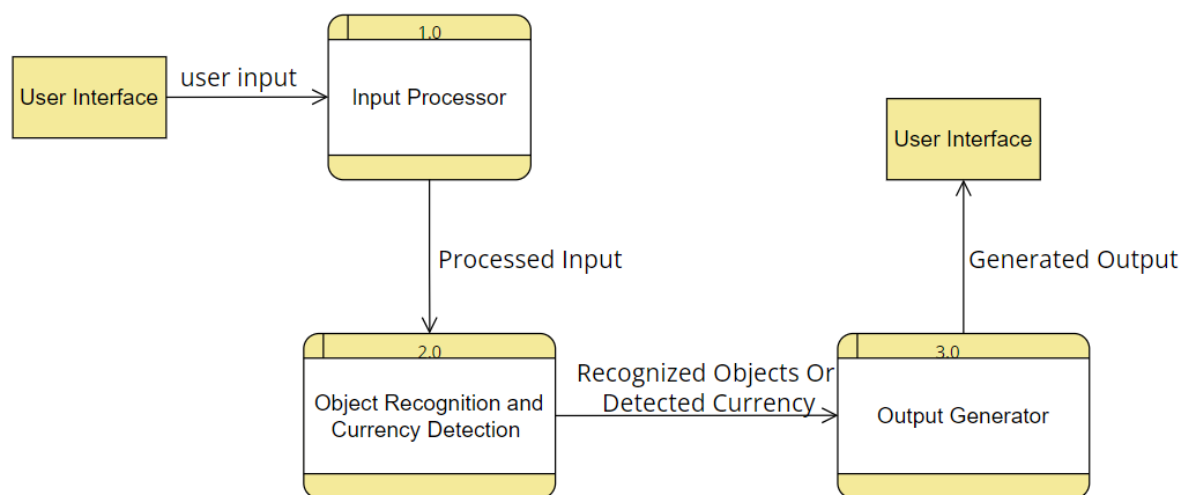 1.0
User Interface
user input
Input Processor
User Interface
Processed Input
Generated Output
2.0
Object Recognition and
Currency Detection
Recognized Objects Or
Detected Currency
3.0
Output Generator